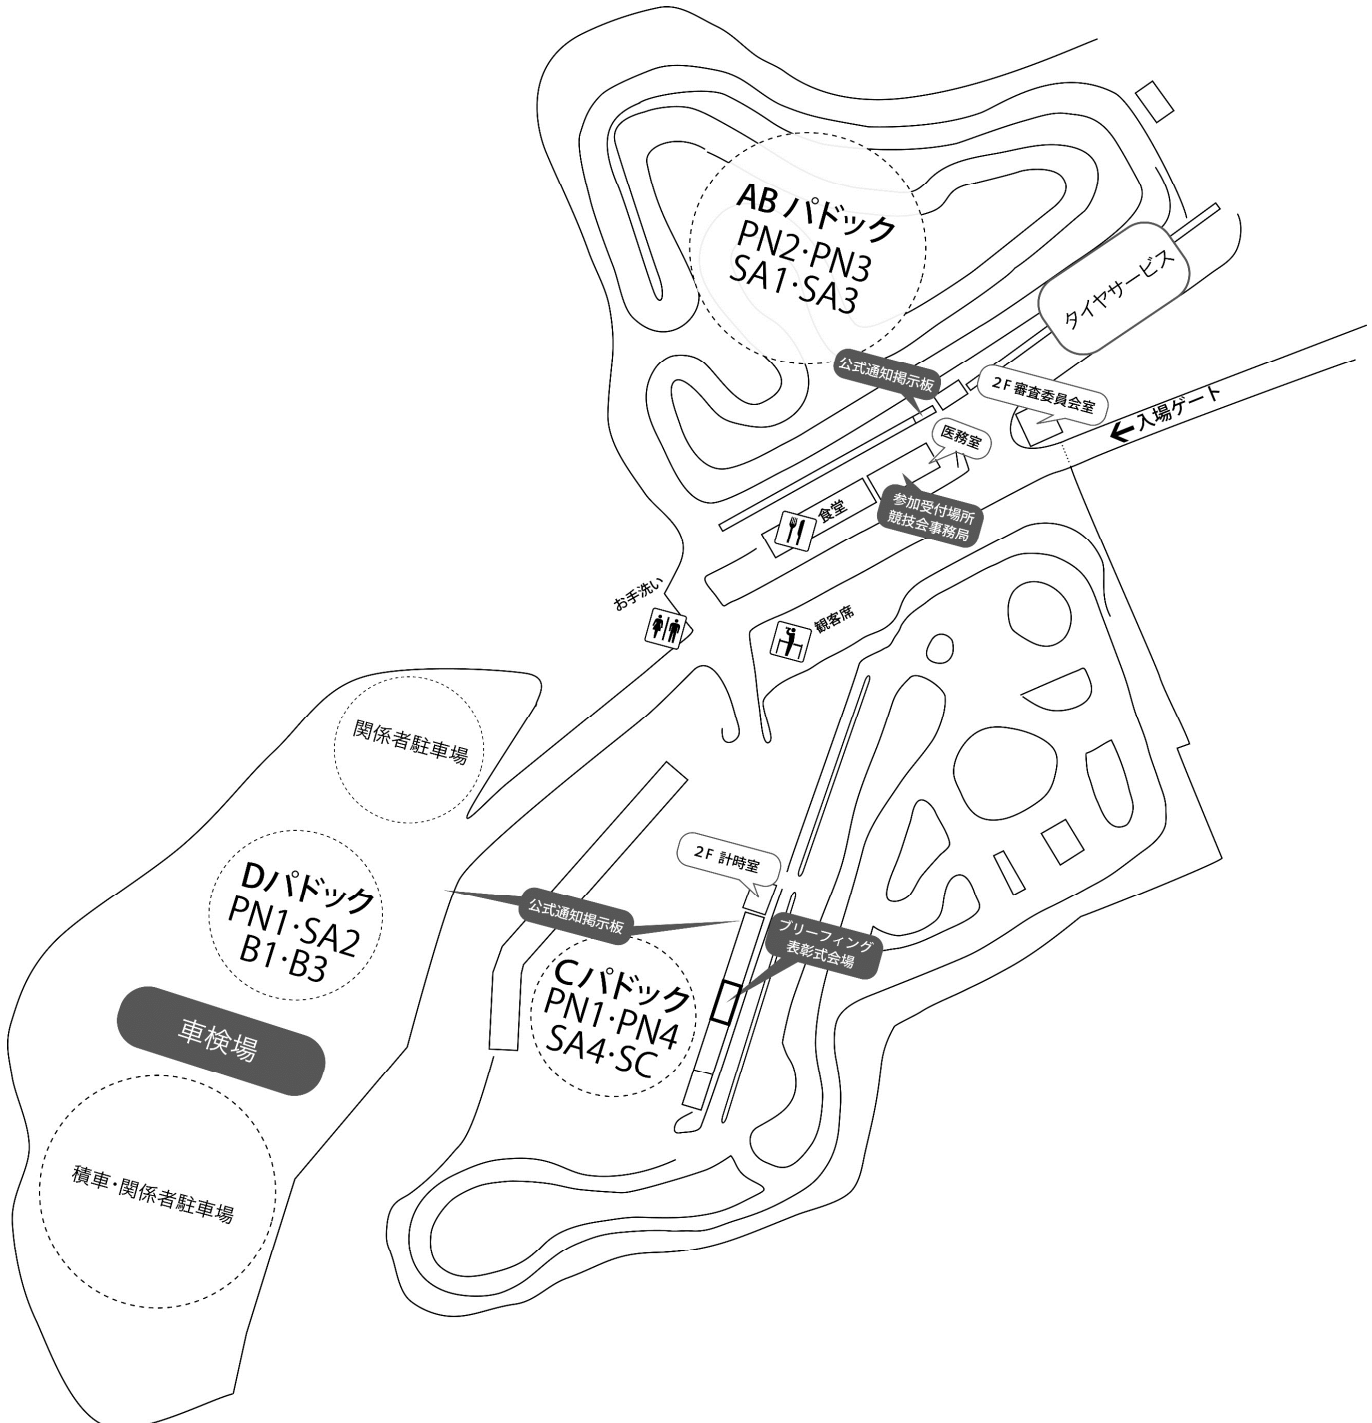 AB パドック
PN2･PN3
SA1･SA3
タイヤサービス
公式通知掲示板
2F 審査委員会室
←入場ゲート
医務室
参加受付場所
競技会事務局
食堂
お手洗い
観客席
関係者駐車場
2F 計時室
Dパドック
PN1･SA2
B1･B3
公式通知掲示板
ブリーフィング
表彰式会場
Cパドック
PN1･PN4
SA4･SC
車検場
積車･関係者駐車場